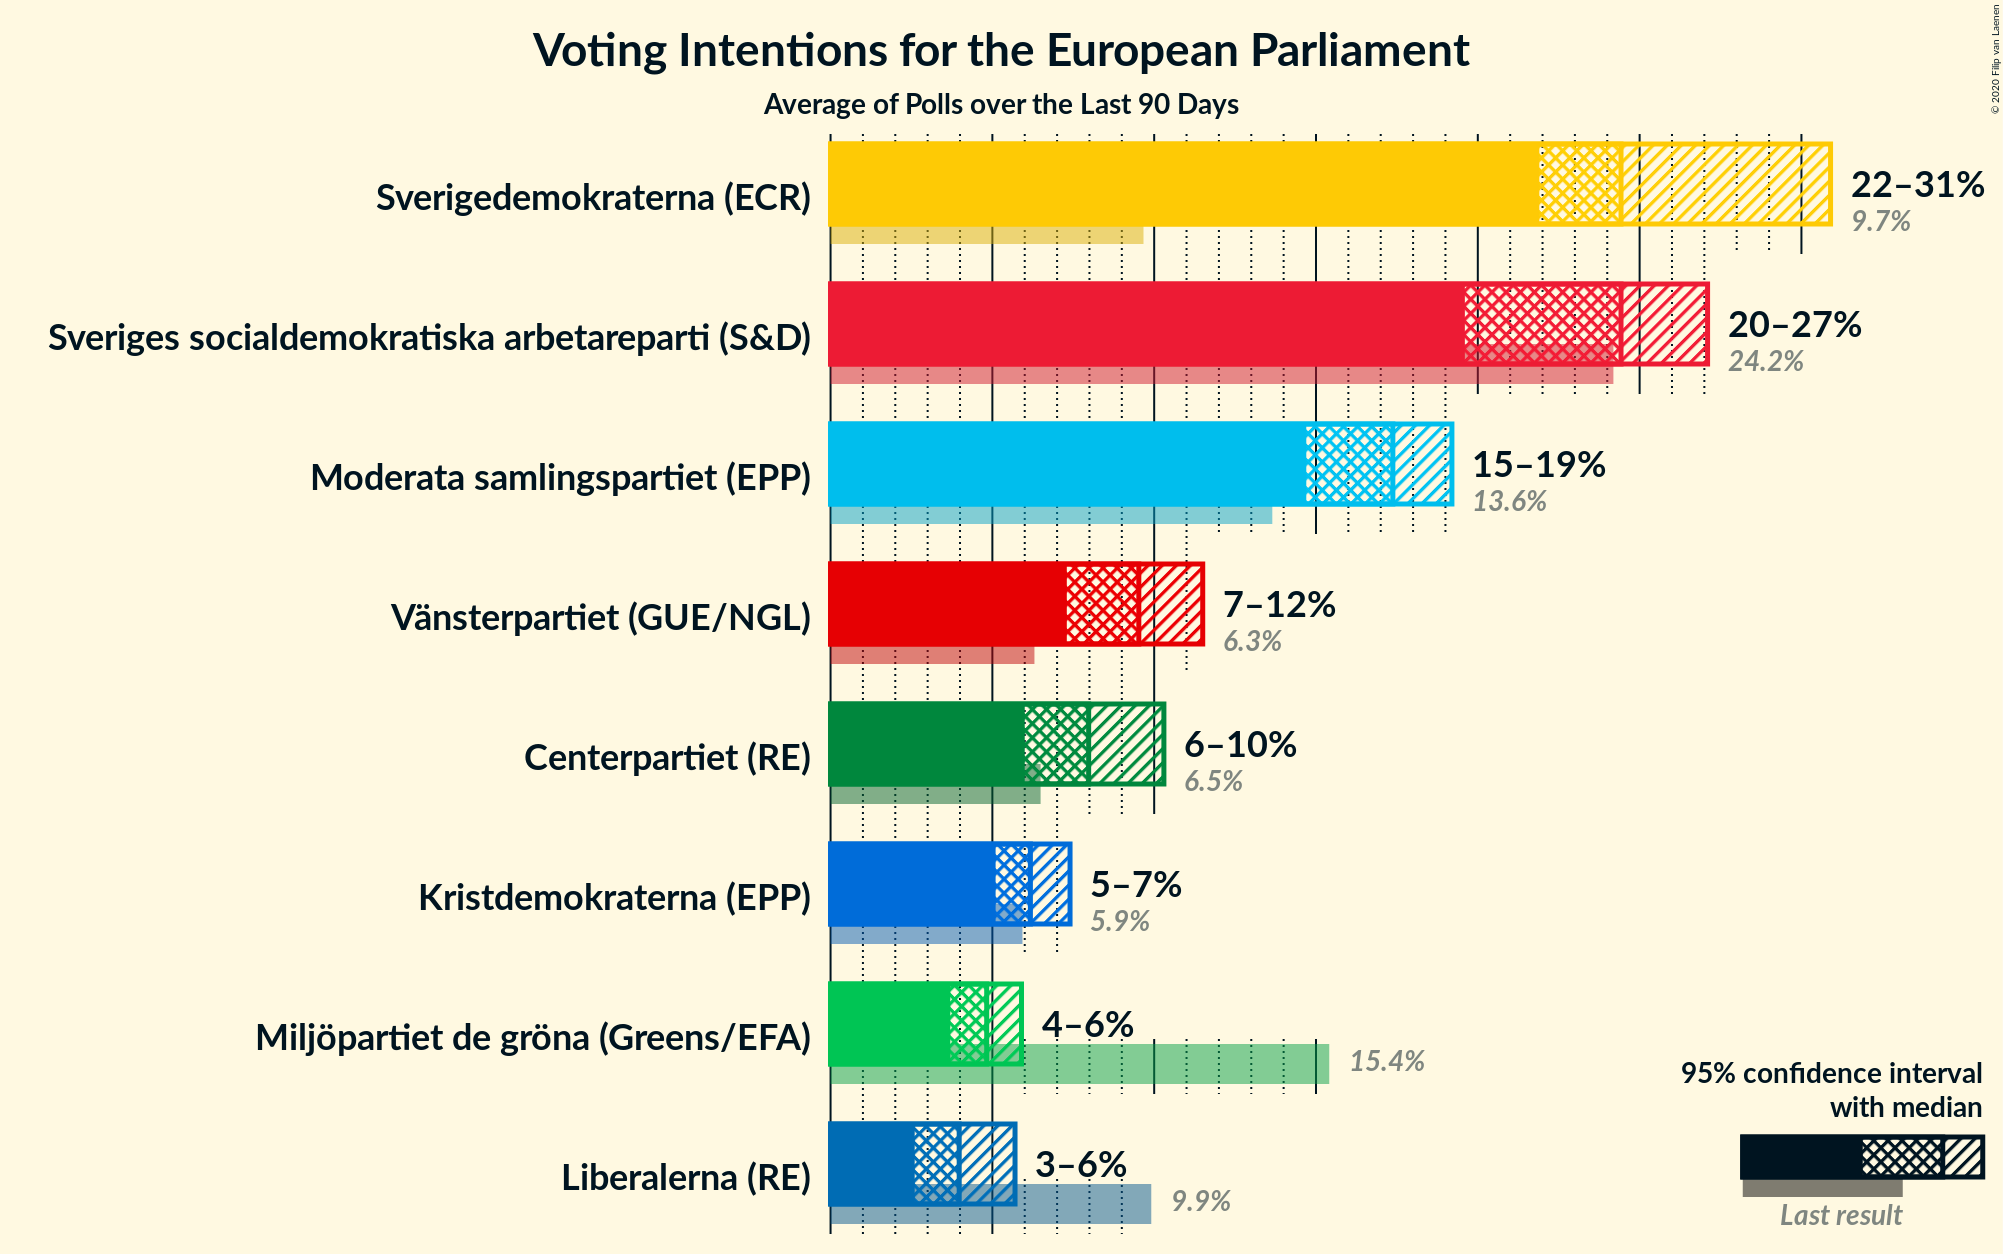 Voting Intentions for the European Parliament
Average of Polls over the Last 90 Days
© 2020 Filip van Laenen
Sverigedemokraterna (ECR)
22–31%
9.7%
Sveriges socialdemokratiska arbetareparti (S&D)
20–27%
24.2%
Moderata samlingspartiet (EPP)
15–19%
13.6%
Vänsterpartiet (GUE/NGL)
7–12%
6.3%
Centerpartiet (RE)
6–10%
6.5%
Kristdemokraterna (EPP)
5–7%
5.9%
Miljöpartiet de gröna (Greens/EFA)
4–6%
15.4%
Liberalerna (RE)
3–6%
9.9%
95% confidence interval
with median
Last result